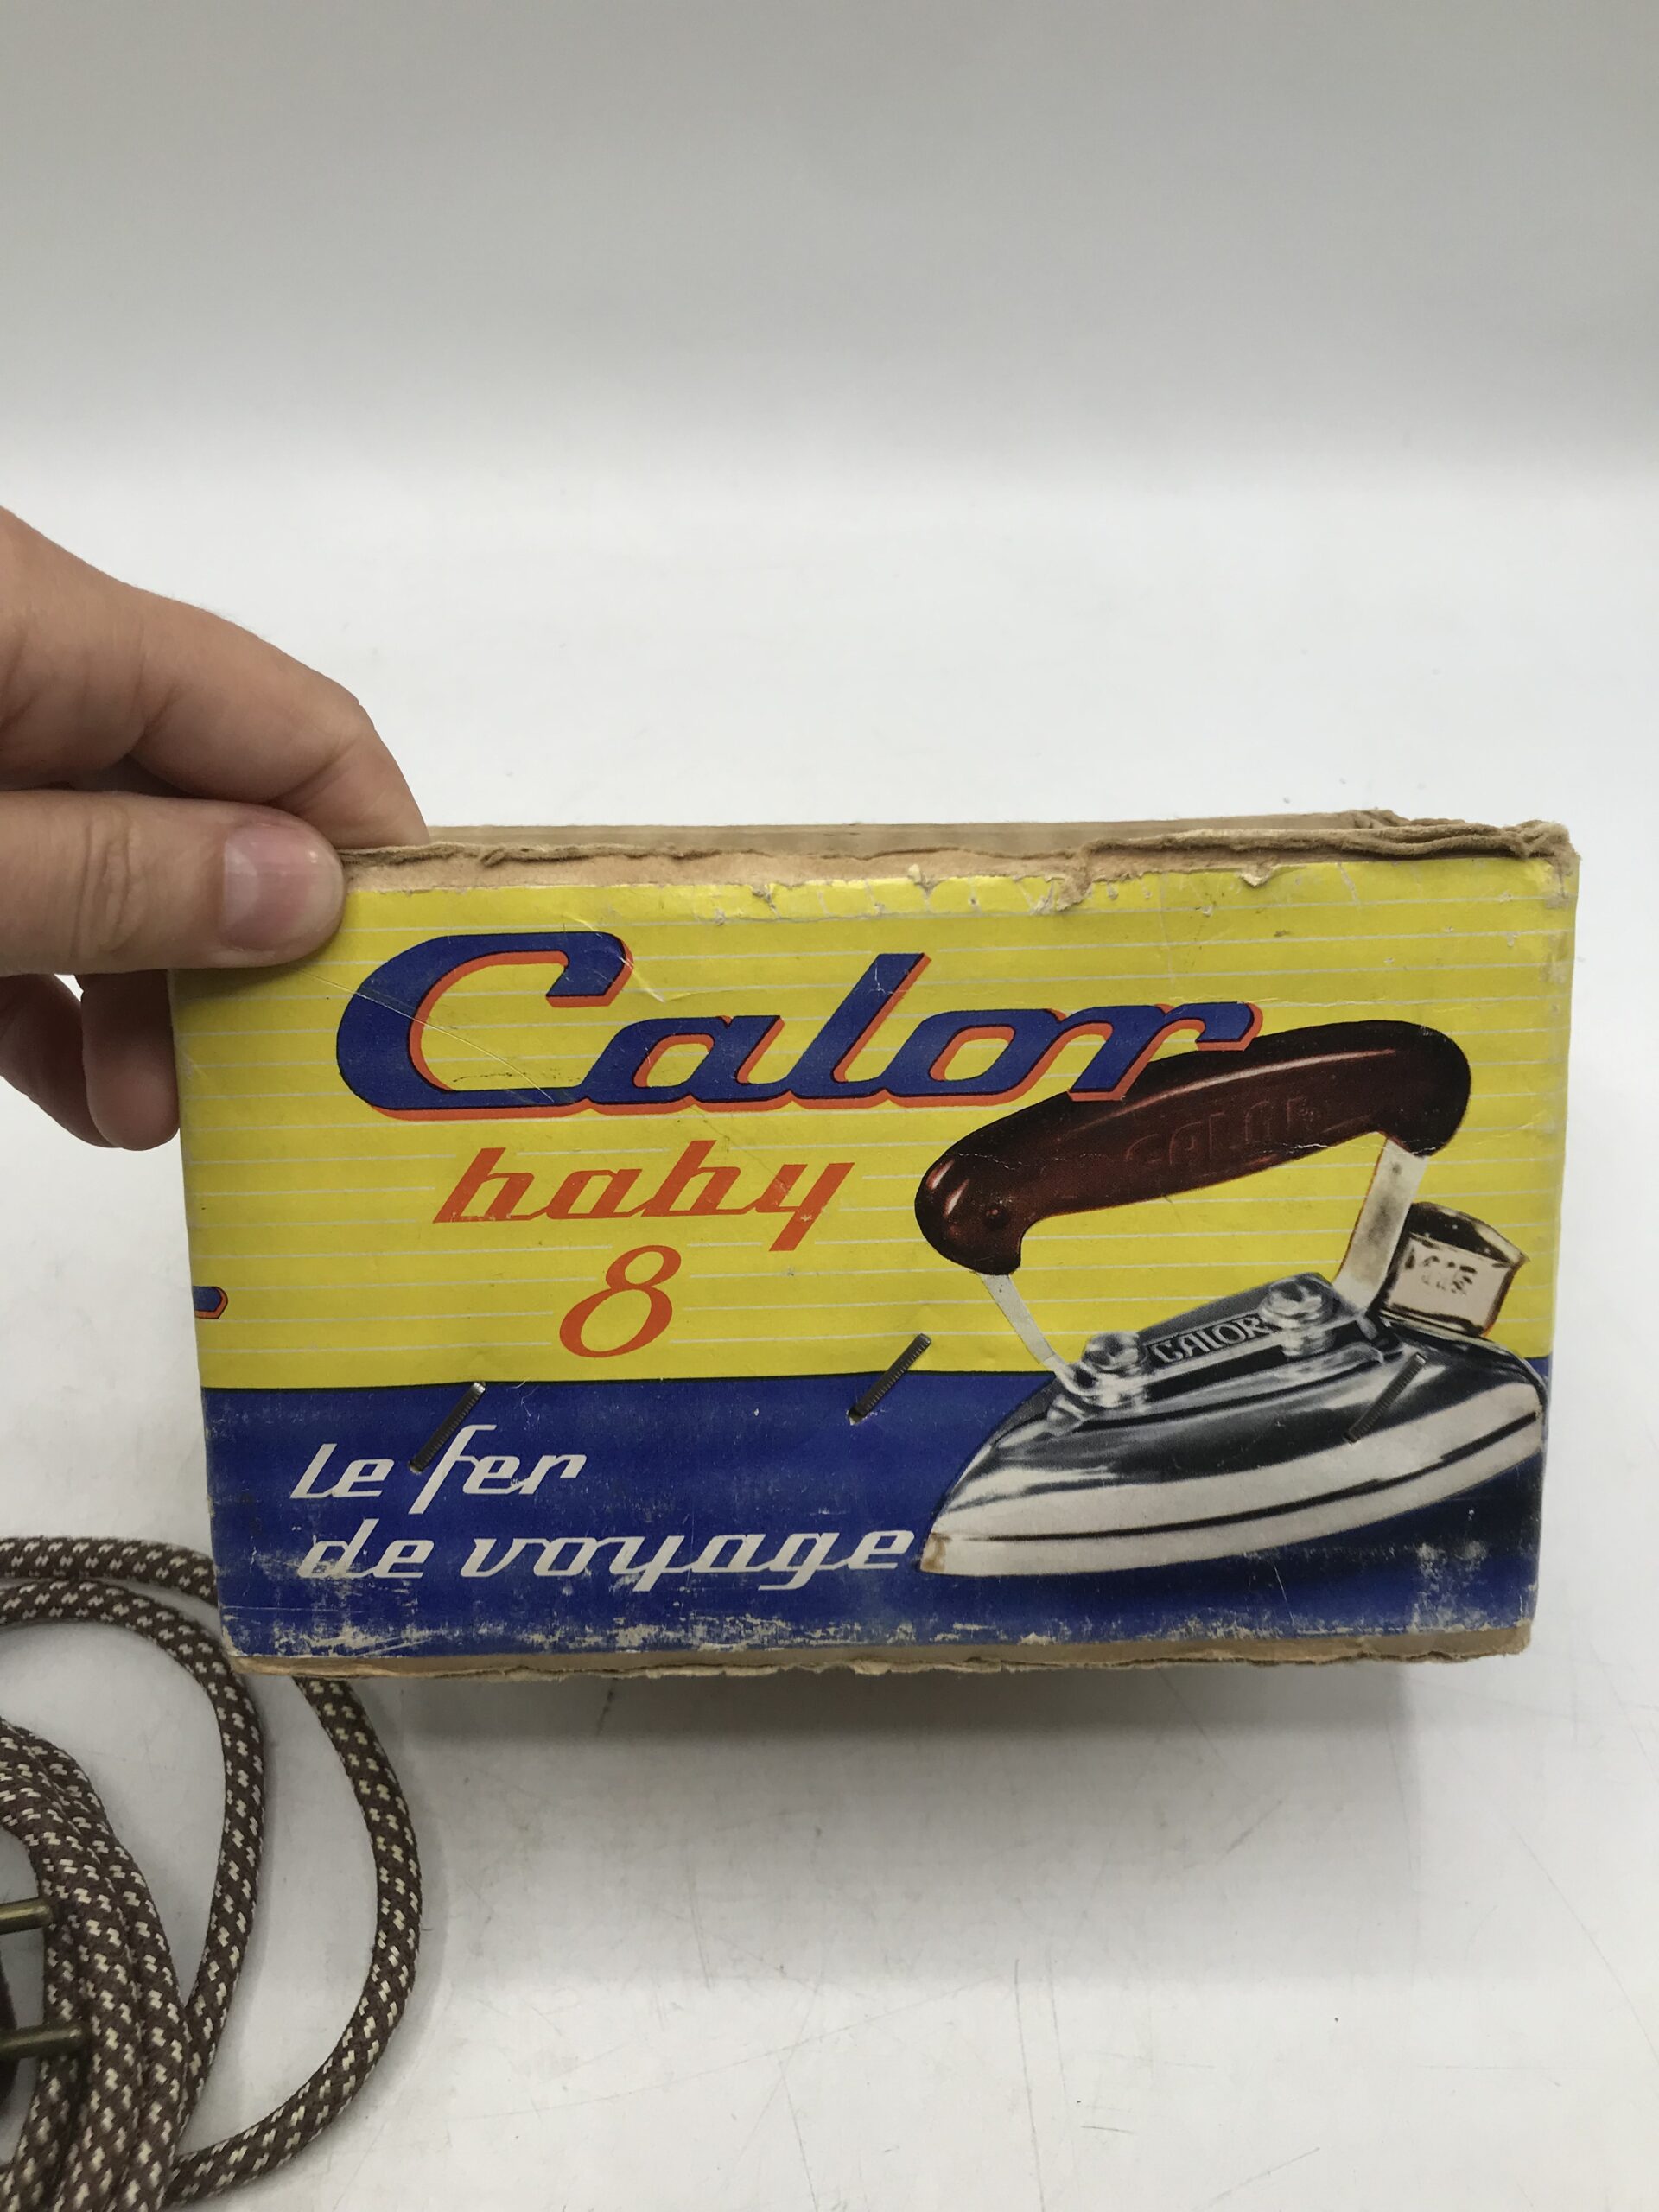 Calor
baby
8
CALOR
CALOR
Le fer
de voyage